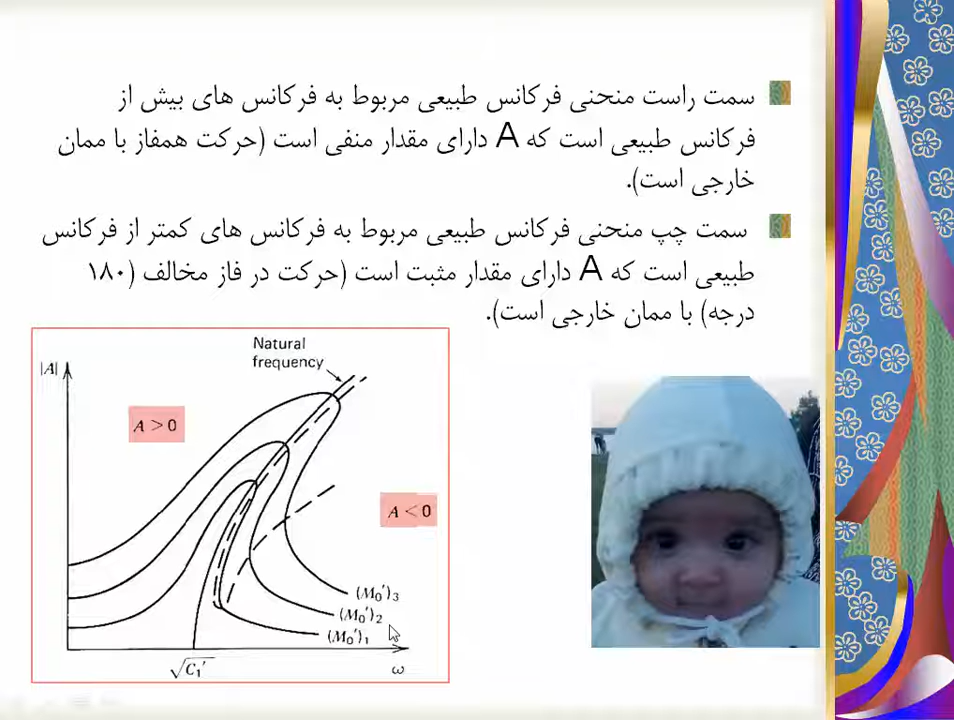 سمت راست منحنی فرکانس طبیعی مربوط به فرکانس های بیش از
فرکانس طبیعی است که A دارای مقدار منفی است (حرکت همفاز با ممان
خارجی است).
سمت چپ منحنی فرکانس طبیعی مربوط به فرکانس های کمتر از فرکانس
طبیعی است که A دارای مقدار مثبت است (حرکت در فاز مخالف (۱۸۰
درجه) با ممان خارجی است).
Natural
frequency
|A|
A > 0
A < 0
(M₀′)₃
(M₀′)₂
(M₀′)₁
√C₁′
ω